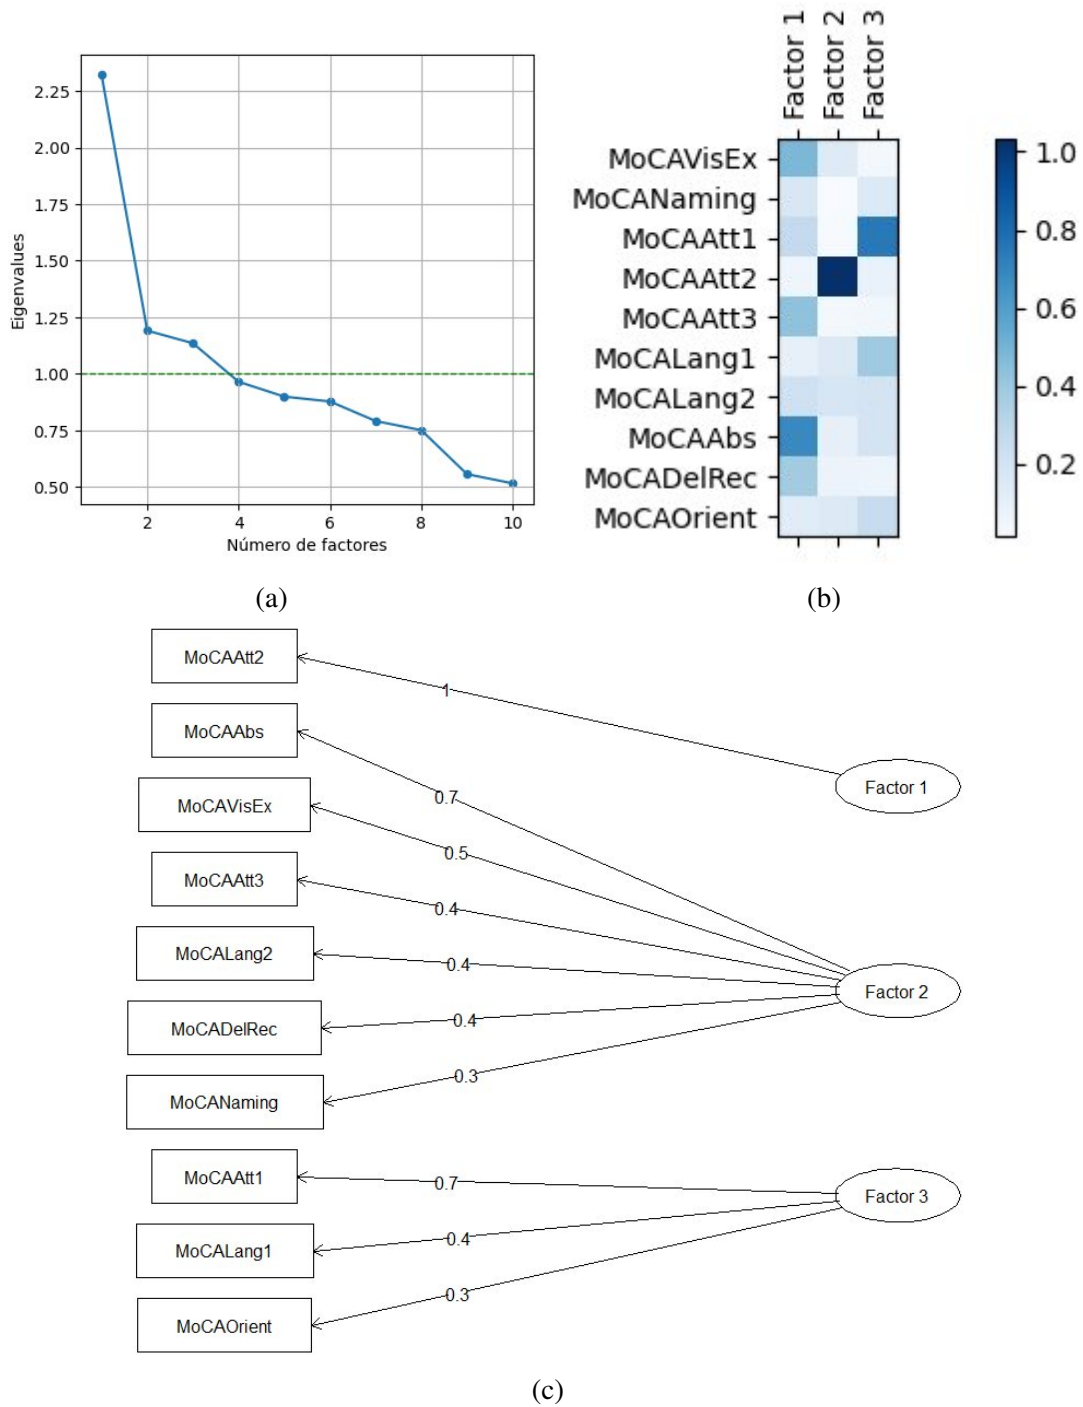 2.25
2.00
1.75
1.50
1.25
1.00
0.75
0.50
Eigenvalues
2 4 6 8 10
Número de factores
(a)
Factor 1
Factor 2
Factor 3
MoCAVisEx
MoCANaming
MoCAAtt1
MoCAAtt2
MoCAAtt3
MoCALang1
MoCALang2
MoCAAbs
MoCADelRec
MoCAOrient
1.0
0.8
0.6
0.4
0.2
(b)
MoCAAtt2
1
MoCAAbs
Factor 1
0.7
MoCAVisEx
0.5
MoCAAtt3
0.4
MoCALang2
0.4
Factor 2
MoCADelRec
0.4
MoCANaming
0.3
MoCAAtt1
0.7
Factor 3
MoCALang1
0.4
MoCAOrient
0.3
(c)